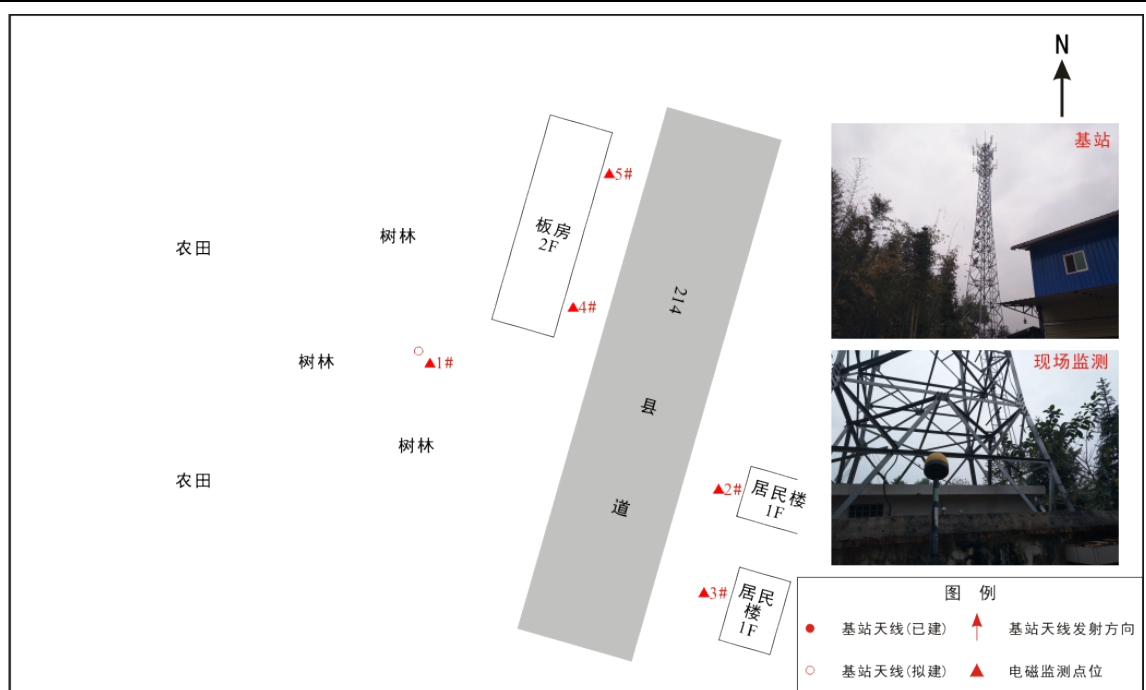 N
基站
▲5#
板房
2F
树林
农田
214
▲4#
现场监测
树林
▲1#
县
树林
农田
▲2#
居民楼
1F
道
▲3#
居民
楼
1F
图 例
基站天线(已建)
基站天线发射方向
基站天线(拟建)
电磁监测点位